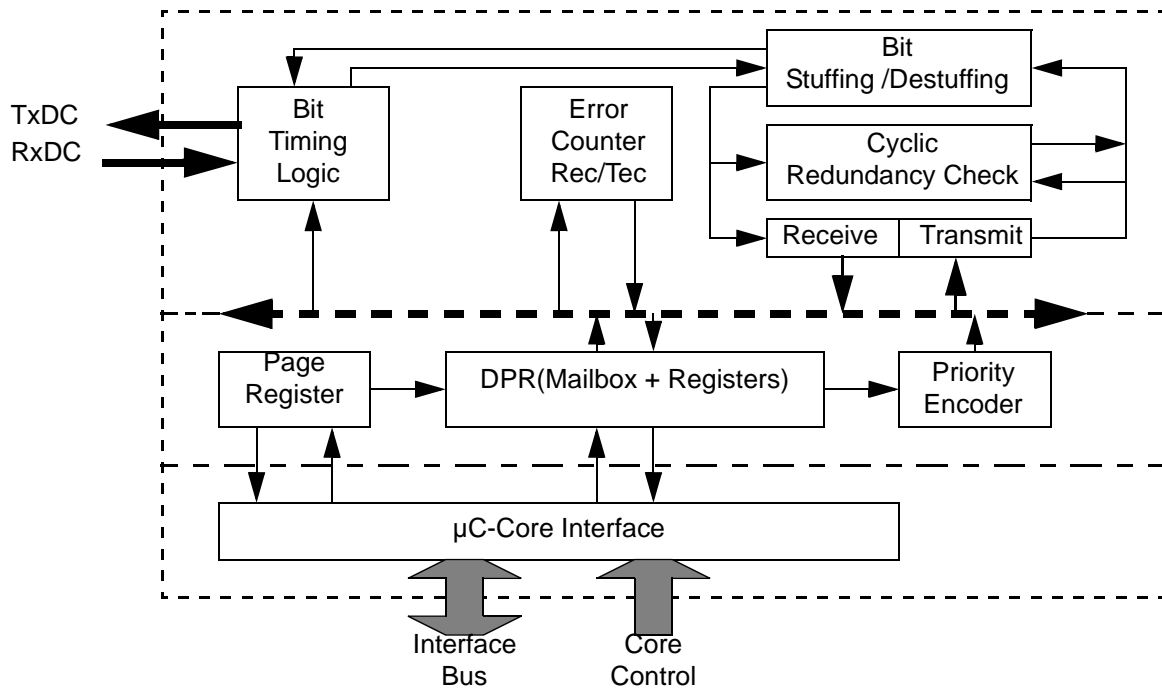 Bit
Stuffing /Destuffing
TxDC
RxDC
Bit
Timing
Logic
Error
Counter
Rec/Tec
Cyclic
Redundancy Check
Receive
Transmit
Page
Register
DPR(Mailbox + Registers)
Priority
Encoder
µC-Core Interface
Interface
Bus
Core
Control